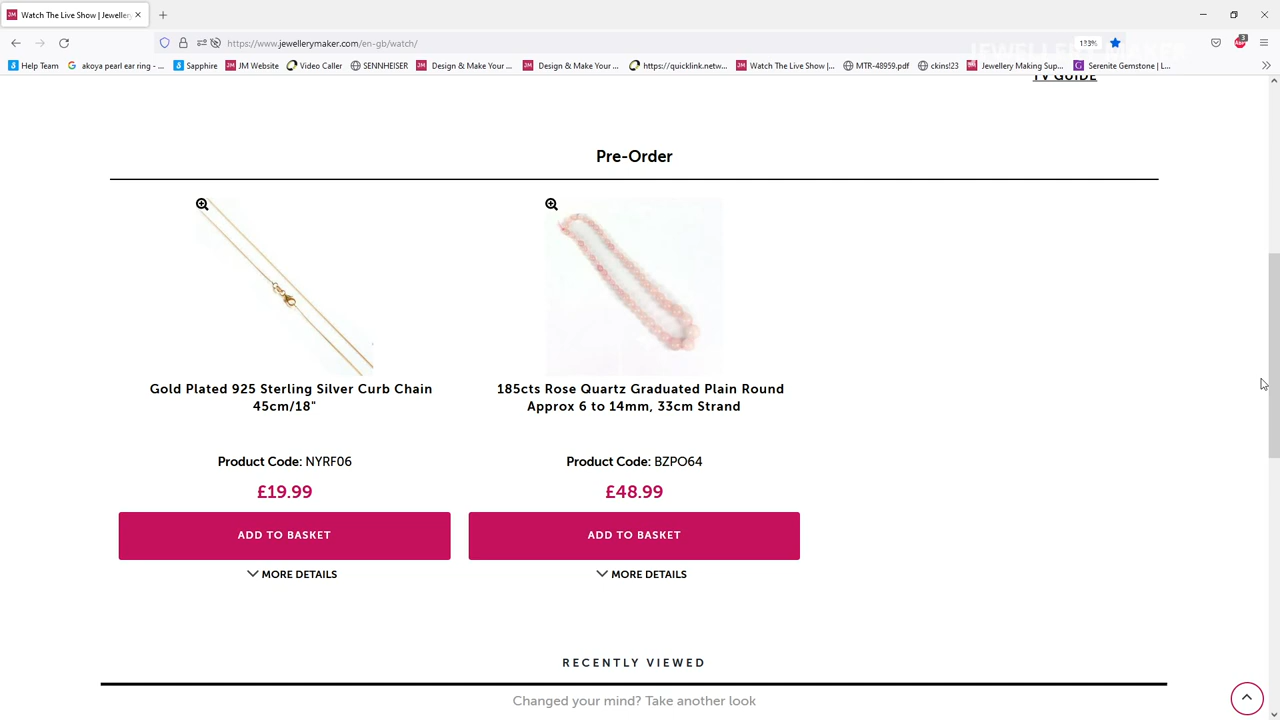 Watch The Live Show | Jeweller
https://www.jewellerymaker.com/en-gb/watch/
133%
3
Help Team
akoya pearl ear ring - ...
Sapphire
JM Website
Video Caller
SENNHEISER
Design & Make Your ...
Design & Make Your ...
https://quicklink.netw...
Watch The Live Show |...
MTR-48959.pdf
ckins!23
Jewellery Making Sup...
Serenite Gemstone | L...
TV GUIDE
Pre-Order
Gold Plated 925 Sterling Silver Curb Chain
45cm/18"
Product Code: NYRF06
£19.99
ADD TO BASKET
MORE DETAILS
185cts Rose Quartz Graduated Plain Round
Approx 6 to 14mm, 33cm Strand
Product Code: BZPO64
£48.99
ADD TO BASKET
MORE DETAILS
RECENTLY VIEWED
Changed your mind? Take another look